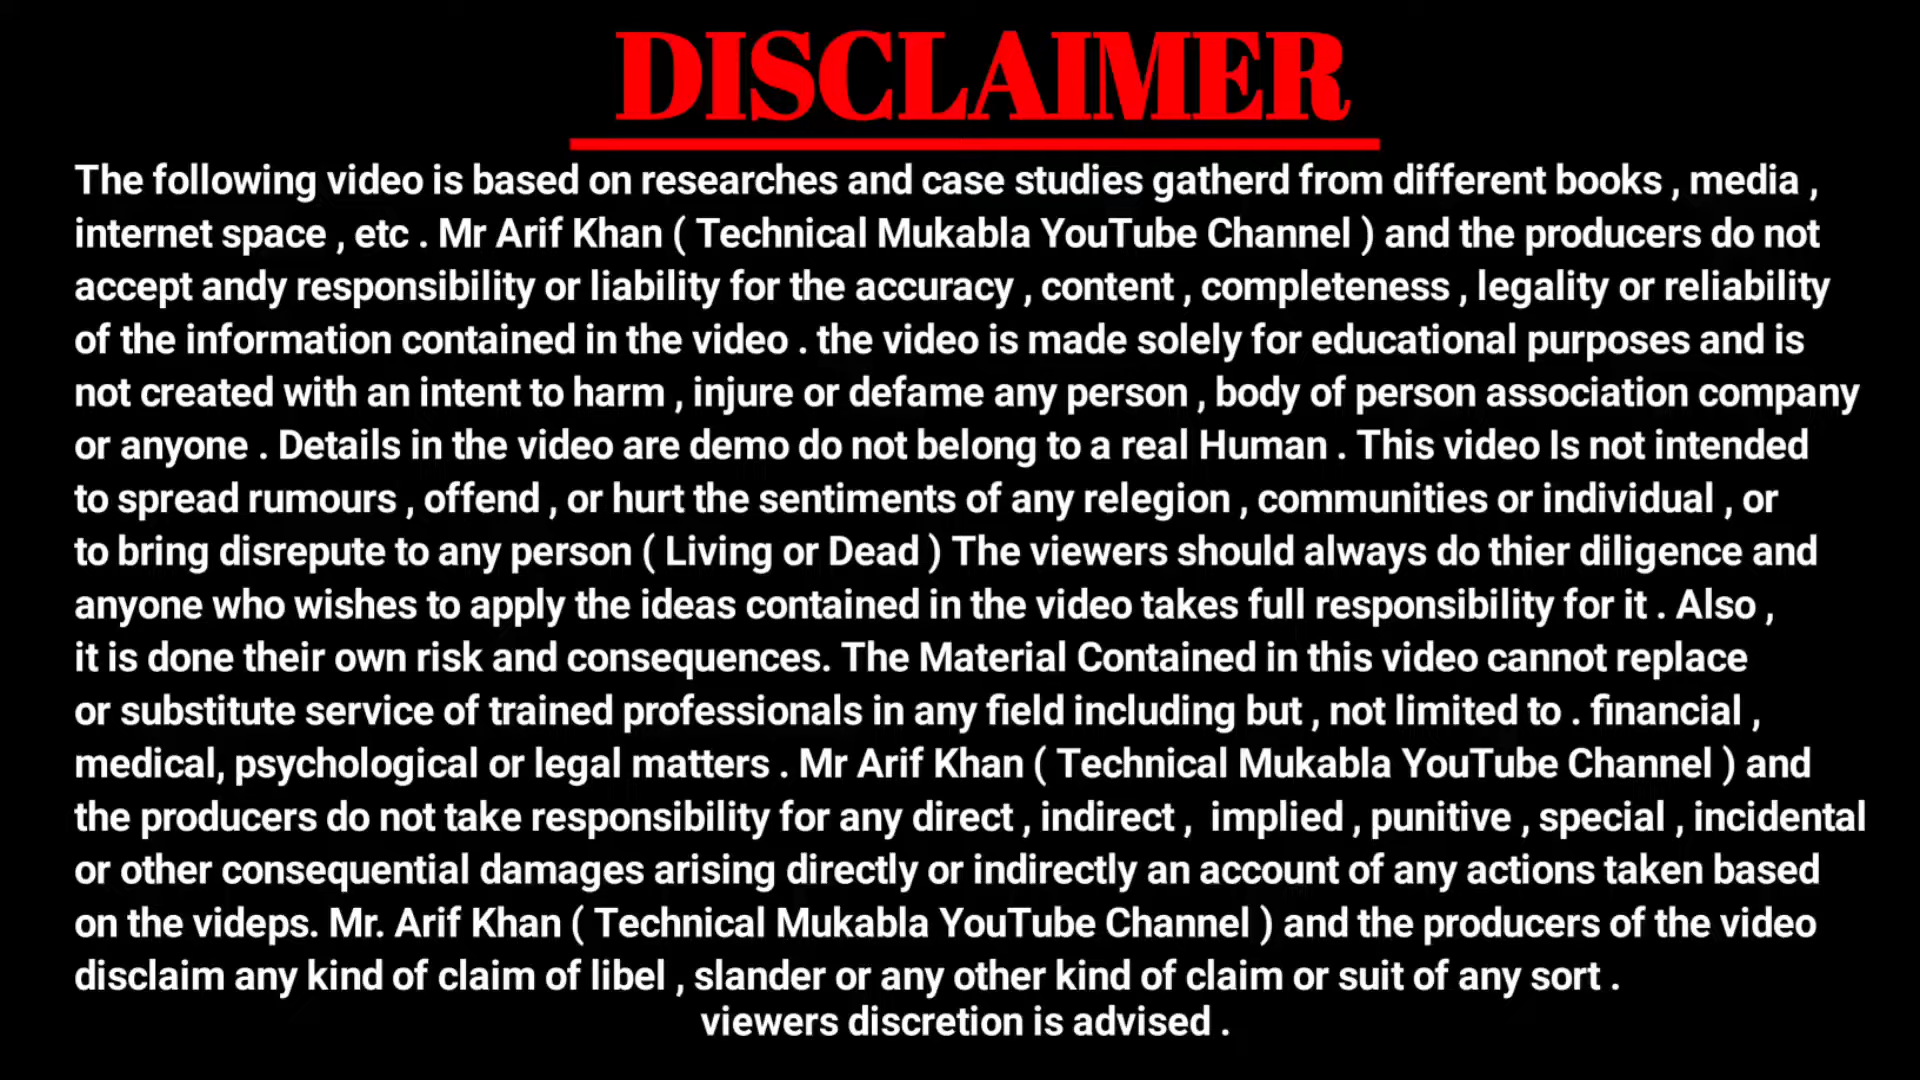 DISCLAIMER
The following video is based on researches and case studies gatherd from different books , media ,
internet space , etc . Mr Arif Khan ( Technical Mukabla YouTube Channel ) and the producers do not
accept andy responsibility or liability for the accuracy , content , completeness , legality or reliability
of the information contained in the video . the video is made solely for educational purposes and is
not created with an intent to harm , injure or defame any person , body of person association company
or anyone . Details in the video are demo do not belong to a real Human . This video Is not intended
to spread rumours , offend , or hurt the sentiments of any relegion , communities or individual , or
to bring disrepute to any person ( Living or Dead ) The viewers should always do thier diligence and
anyone who wishes to apply the ideas contained in the video takes full responsibility for it . Also ,
it is done their own risk and consequences. The Material Contained in this video cannot replace
or substitute service of trained professionals in any field including but , not limited to . financial ,
medical, psychological or legal matters . Mr Arif Khan ( Technical Mukabla YouTube Channel ) and
the producers do not take responsibility for any direct , indirect ,  implied , punitive , special , incidental
or other consequential damages arising directly or indirectly an account of any actions taken based
on the videps. Mr. Arif Khan ( Technical Mukabla YouTube Channel ) and the producers of the video
disclaim any kind of claim of libel , slander or any other kind of claim or suit of any sort .
viewers discretion is advised .